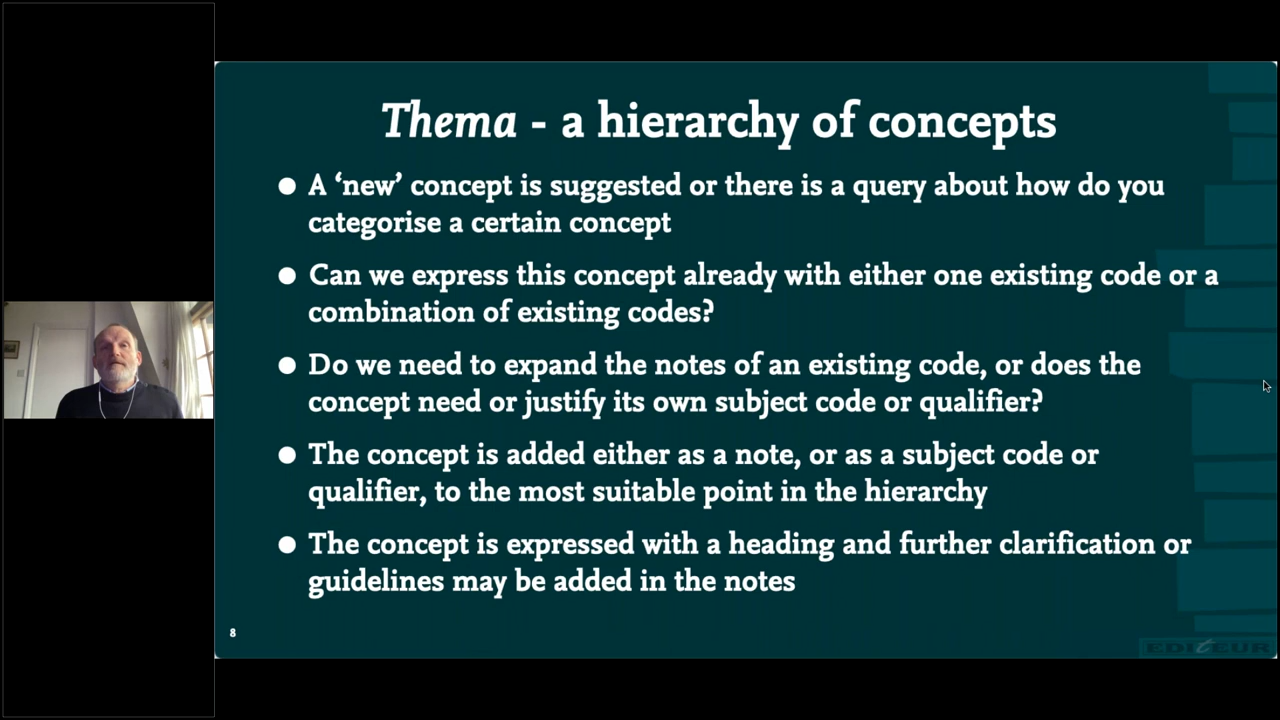 Thema - a hierarchy of concepts
● A ‘new’ concept is suggested or there is a query about how do you
categorise a certain concept
● Can we express this concept already with either one existing code or a
combination of existing codes?
● Do we need to expand the notes of an existing code, or does the
concept need or justify its own subject code or qualifier?
● The concept is added either as a note, or as a subject code or
qualifier, to the most suitable point in the hierarchy
● The concept is expressed with a heading and further clarification or
guidelines may be added in the notes
8
EDItEUR